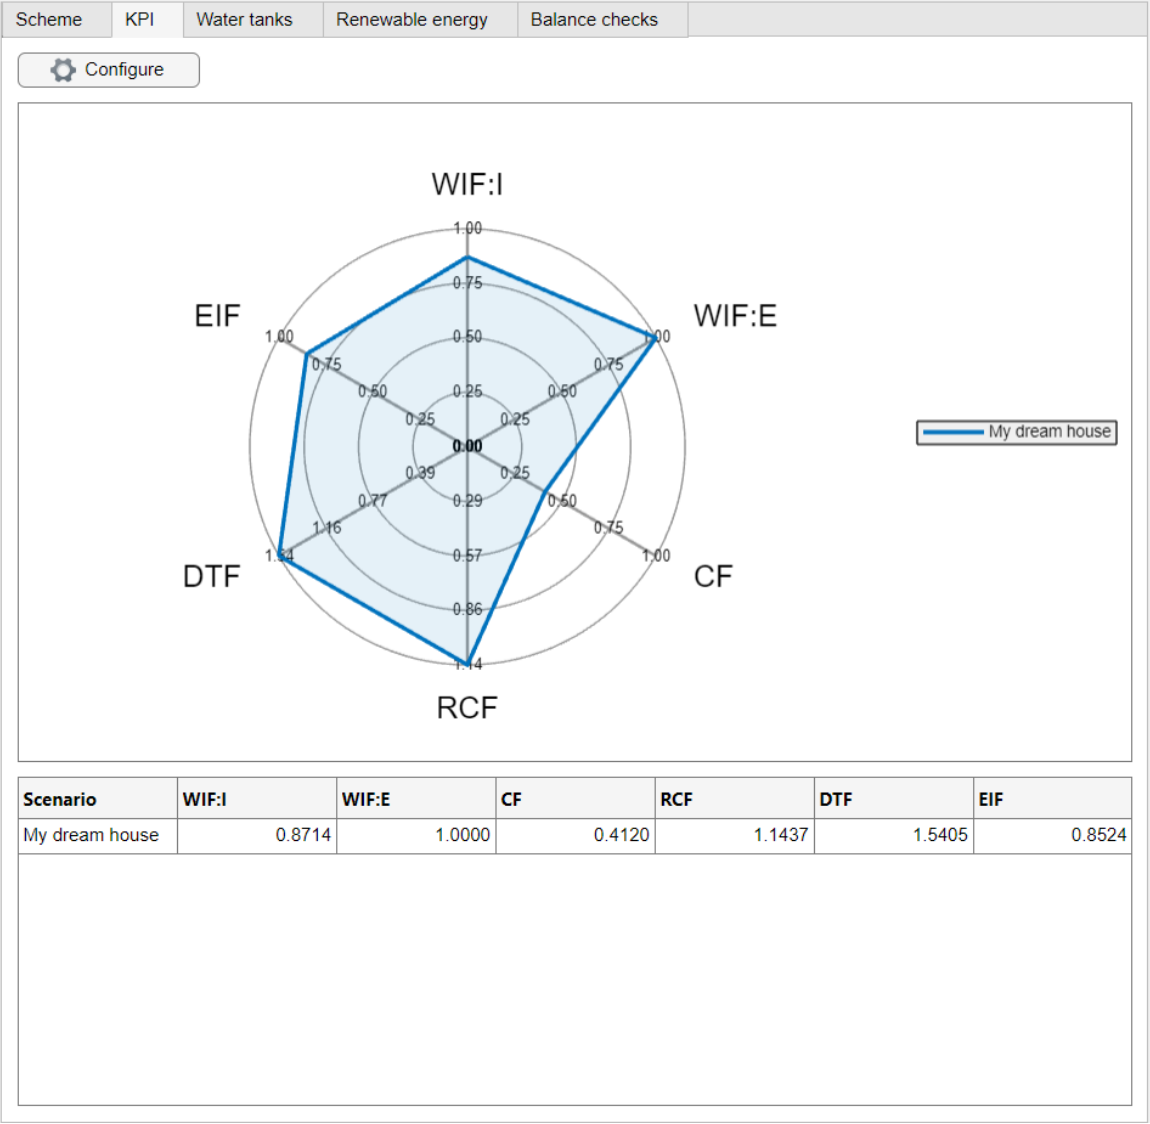 Scheme KPI Water tanks Renewable energy Balance checks
Configure
WIF:I
1.00
EIF WIF:E
0.75
1.00 0.50 1.00
0.75 0.75
0.50 0.25 0.50
0.25 0.25
0.00
My dream house
0.39 0.25
0.77 0.29 0.50
1.16 0.75
1.54 0.57 1.00
DTF CF
0.86
1.14
RCF
Scenario WIF:I WIF:E CF RCF DTF EIF
My dream house 0.8714 1.0000 0.4120 1.1437 1.5405 0.8524